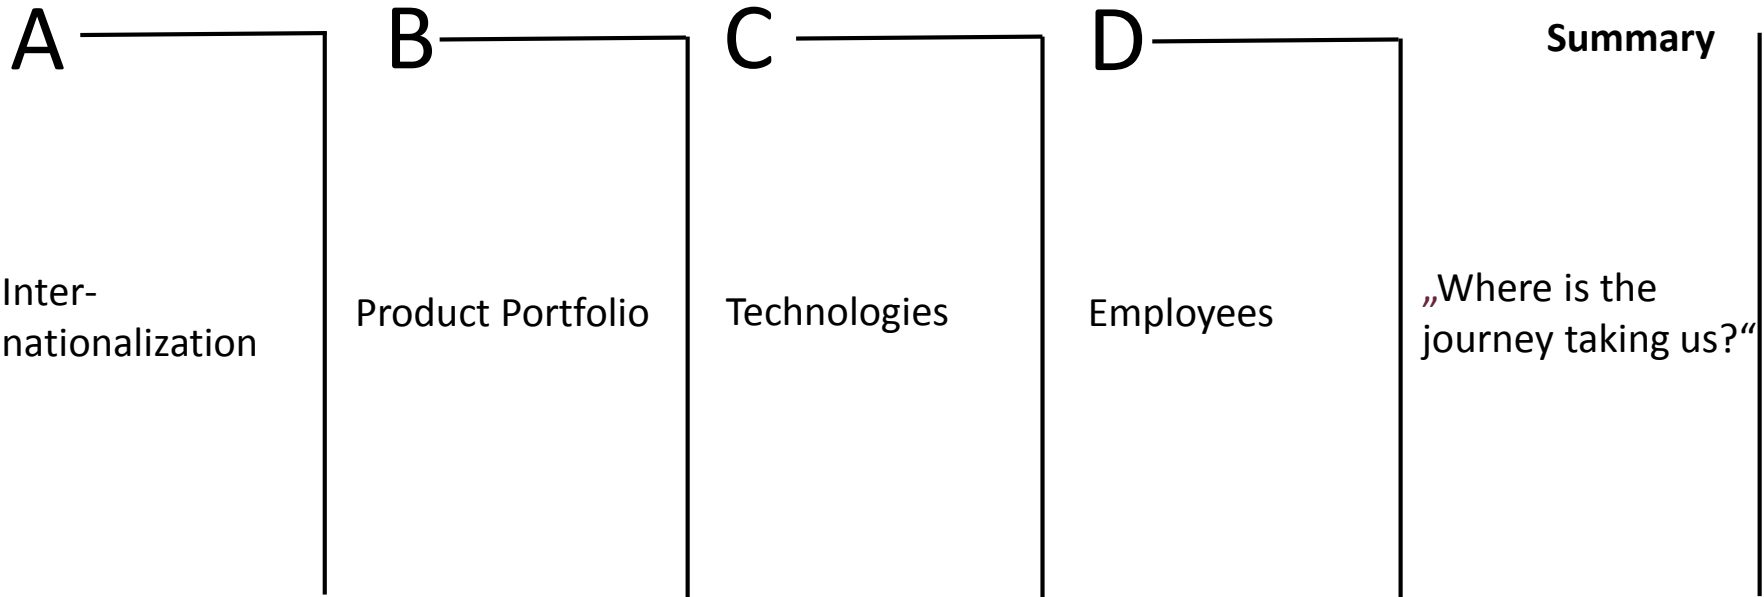 A
Inter-
nationalization
B
Product Portfolio
C
Technologies
D
Employees
Summary
„Where is the
journey taking us?“